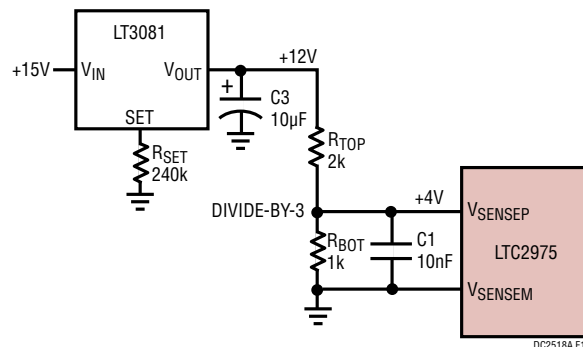 LT3081
+15V
VIN
VOUT
+12V
SET
+
C3
10µF
RSET
240k
RTOP
2k
DIVIDE-BY-3
+4V
VSENSEP
RBOT
1k
C1
10nF
LTC2975
VSENSEM